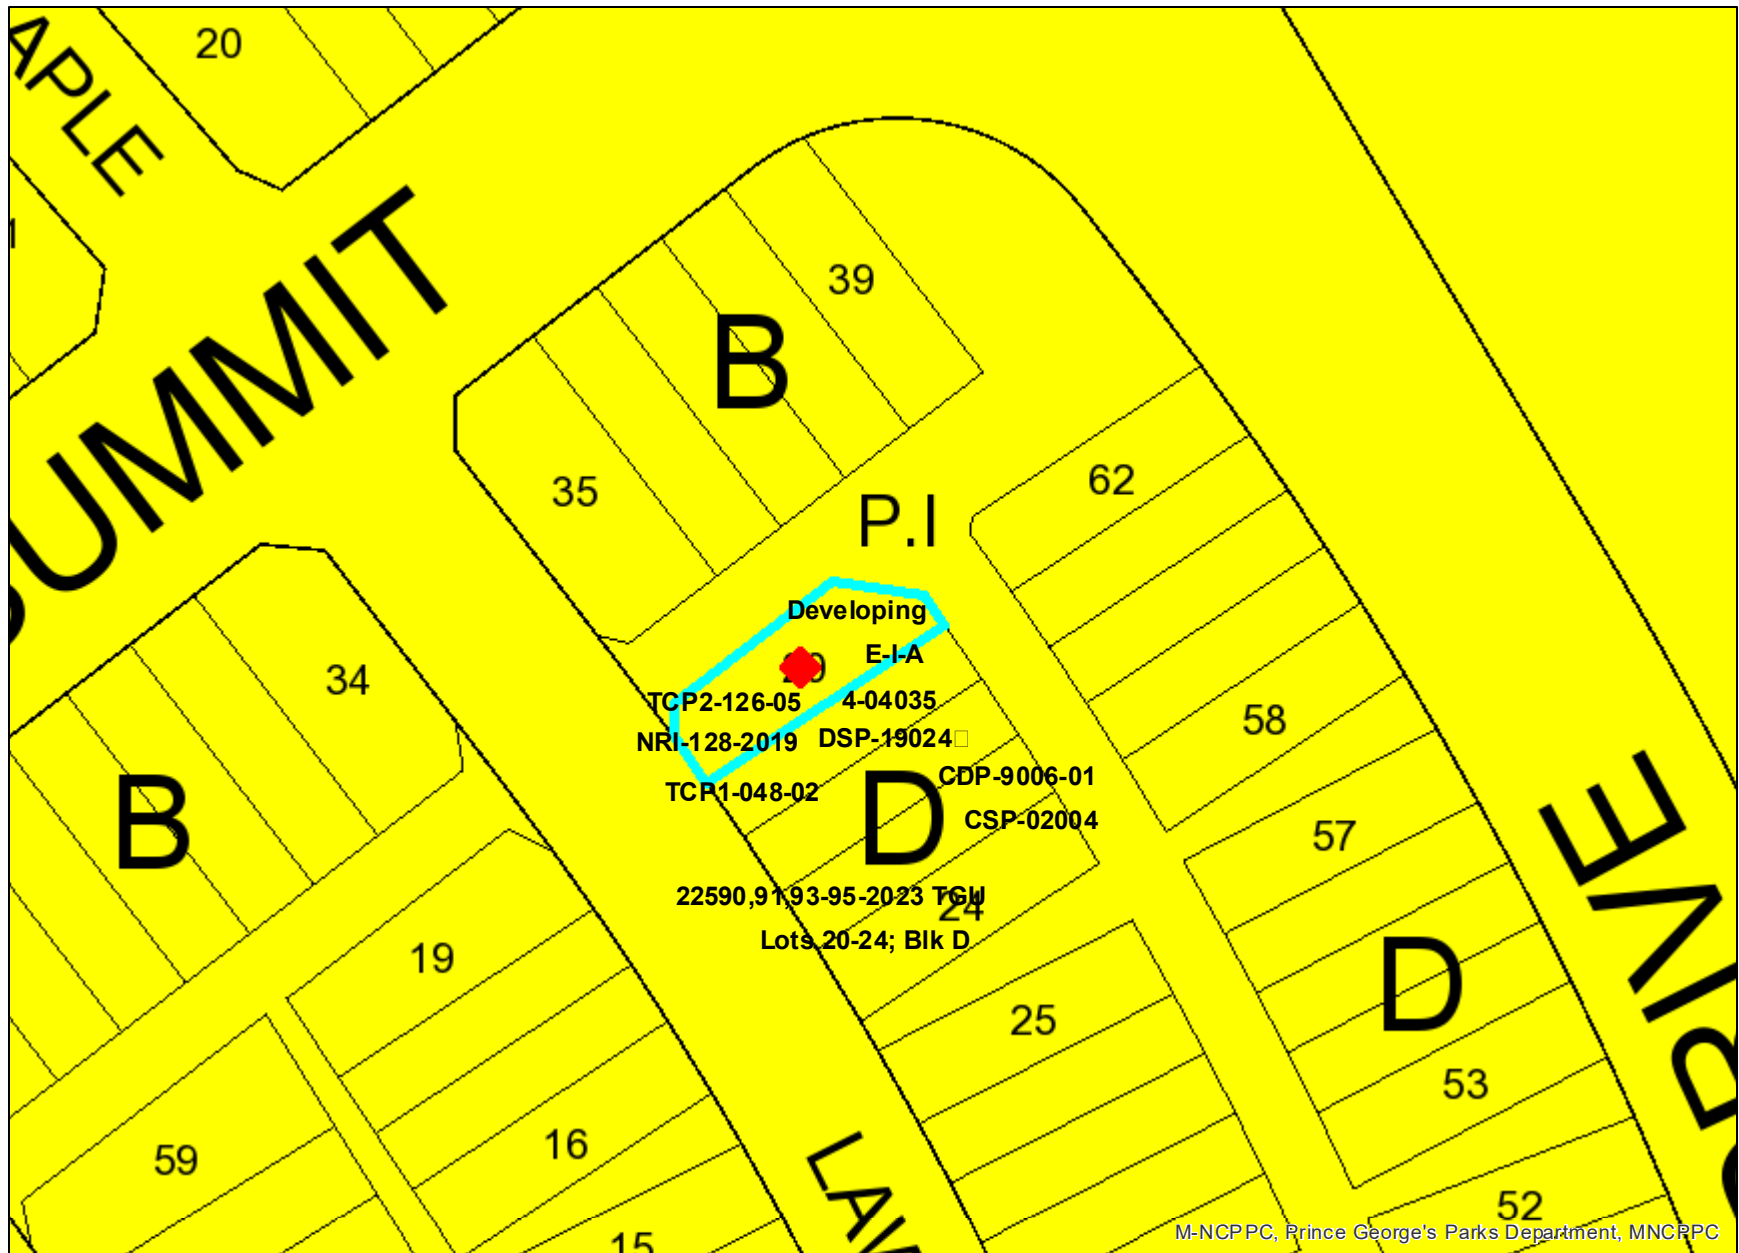 20
APLE
SUMMIT
39
B
35
62
P.I
Developing
E-I-A
34
TCP2-126-05
4-04035
58
NRI-128-2019
DSP-19024
CDP-9006-01
TCP1-048-02
B
D
CSP-02004
57
22590,91,93-95-2023 TGU
24
Lots 20-24; Blk D
19
D
25
53
16
59
52
15
M-NCPPC, Prince George's Parks Department, MNCPPC